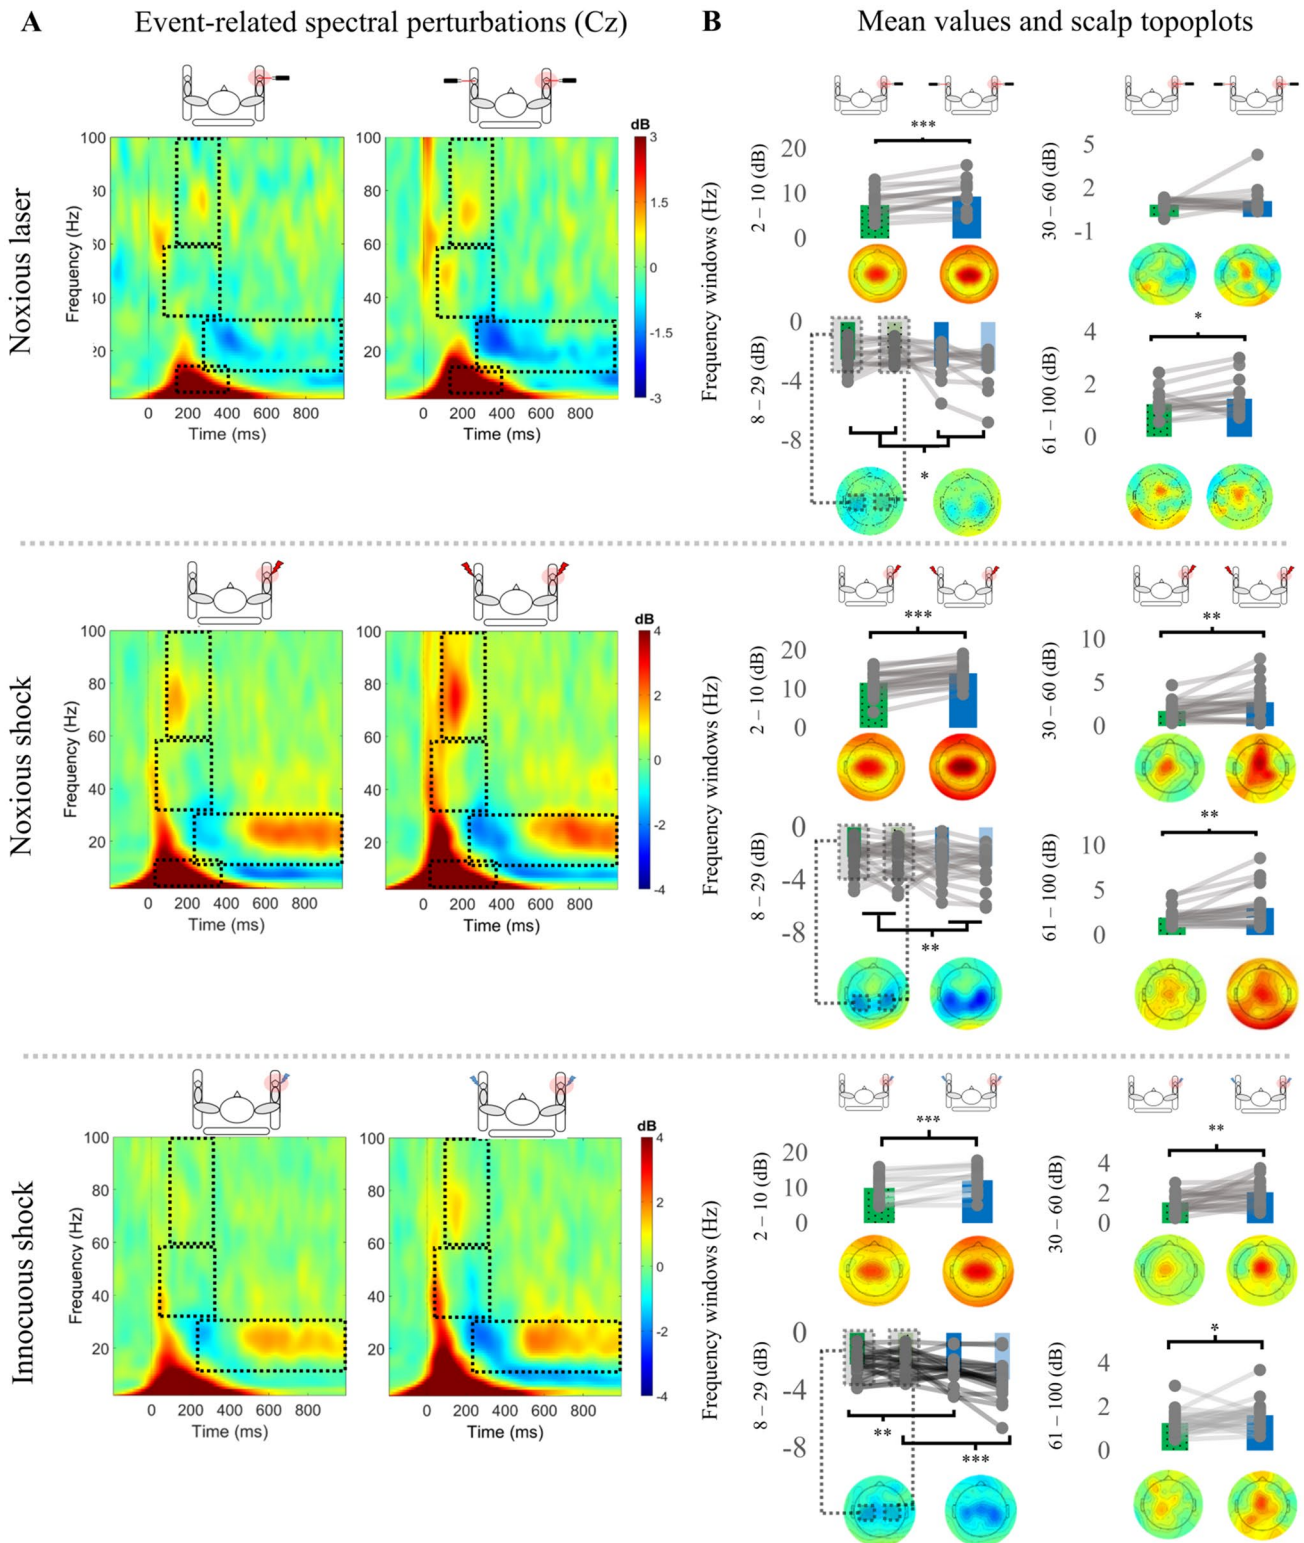 A Event-related spectral perturbations (Cz)
B Mean values and scalp topoplots
Noxious laser
Frequency (Hz)
100
80
60
40
20
0 200 400 600 800
Time (ms)
100
80
60
40
20
0 200 400 600 800
Time (ms)
dB
3
1.5
0
-1.5
-3
Frequency windows (Hz)
2 – 10 (dB)
20
10
0
***
30 – 60 (dB)
5
2
-1
8 – 29 (dB)
0
-4
-8
*
61 – 100 (dB)
4
2
0
*
Noxious shock
Frequency (Hz)
100
80
60
40
20
0 200 400 600 800
Time (ms)
100
80
60
40
20
0 200 400 600 800
Time (ms)
dB
4
2
0
-2
-4
Frequency windows (Hz)
2 – 10 (dB)
20
10
0
***
30 – 60 (dB)
10
5
0
**
8 – 29 (dB)
0
-4
-8
**
61 – 100 (dB)
10
5
0
**
Innocuous shock
Frequency (Hz)
100
80
60
40
20
0 200 400 600 800
Time (ms)
100
80
60
40
20
0 200 400 600 800
Time (ms)
dB
4
2
0
-2
-4
Frequency windows (Hz)
2 – 10 (dB)
20
10
0
***
30 – 60 (dB)
4
2
0
**
8 – 29 (dB)
0
-4
-8
**
***
61 – 100 (dB)
4
2
0
*